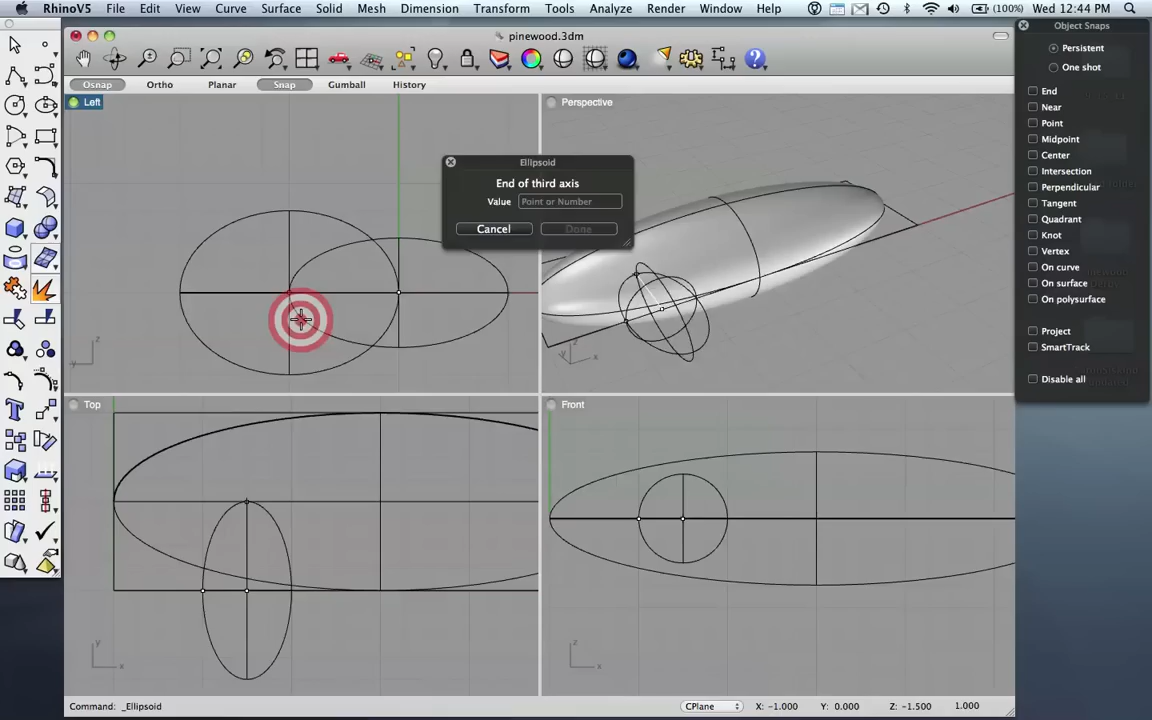 RhinoV5 File Edit View Curve Surface Solid Mesh Dimension Transform Tools Analyze Render Window Help (100%) Wed 12:44 PM
pinewood.3dm
Osnap Ortho Planar Snap Gumball History
Left
Perspective
Ellipsoid
End of third axis
Value Point or Number
Cancel Done
z
y
z
y x
Top
Front
y
x
z
x
Command: _Ellipsoid
CPlane X: -1.000 Y: 0.000 Z: -1.500 1.000
Object Snaps
Persistent
One shot
End
Near
Point
Midpoint
Center
Intersection
Perpendicular
Tangent
Quadrant
Knot
Vertex
On curve
On surface
On polysurface
Project
SmartTrack
Disable all